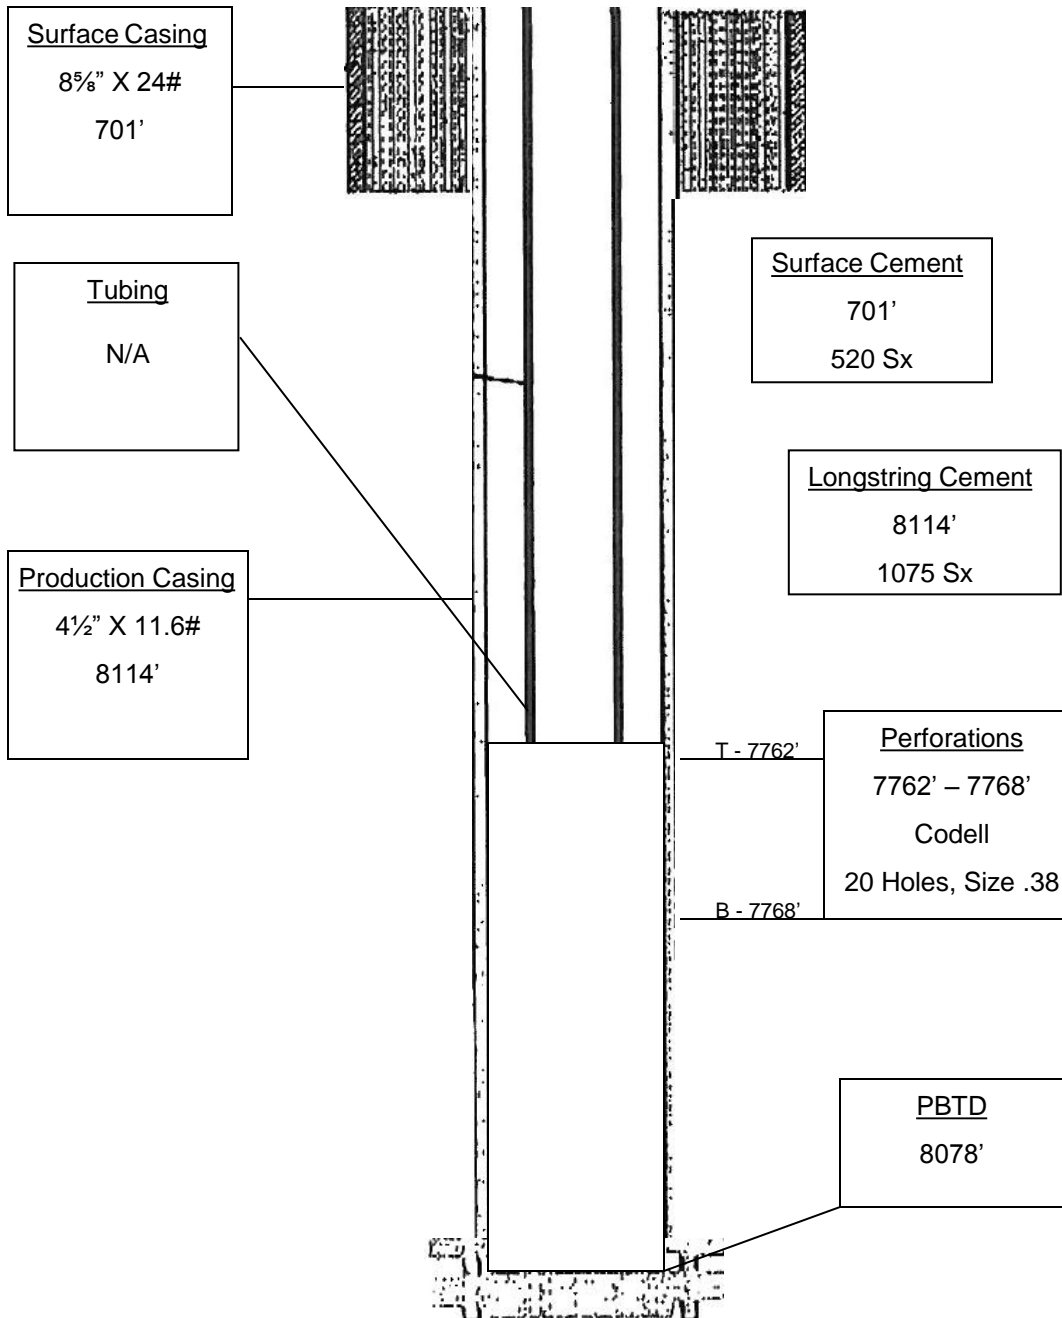 Surface Casing
8⅝” X 24#
701’
Tubing
N/A
Production Casing
4½” X 11.6#
8114’
Surface Cement
701’
520 Sx
Longstring Cement
8114’
1075 Sx
T - 7762’
Perforations
7762’ – 7768’
Codell
20 Holes, Size .38
B - 7768’
PBTD
8078’